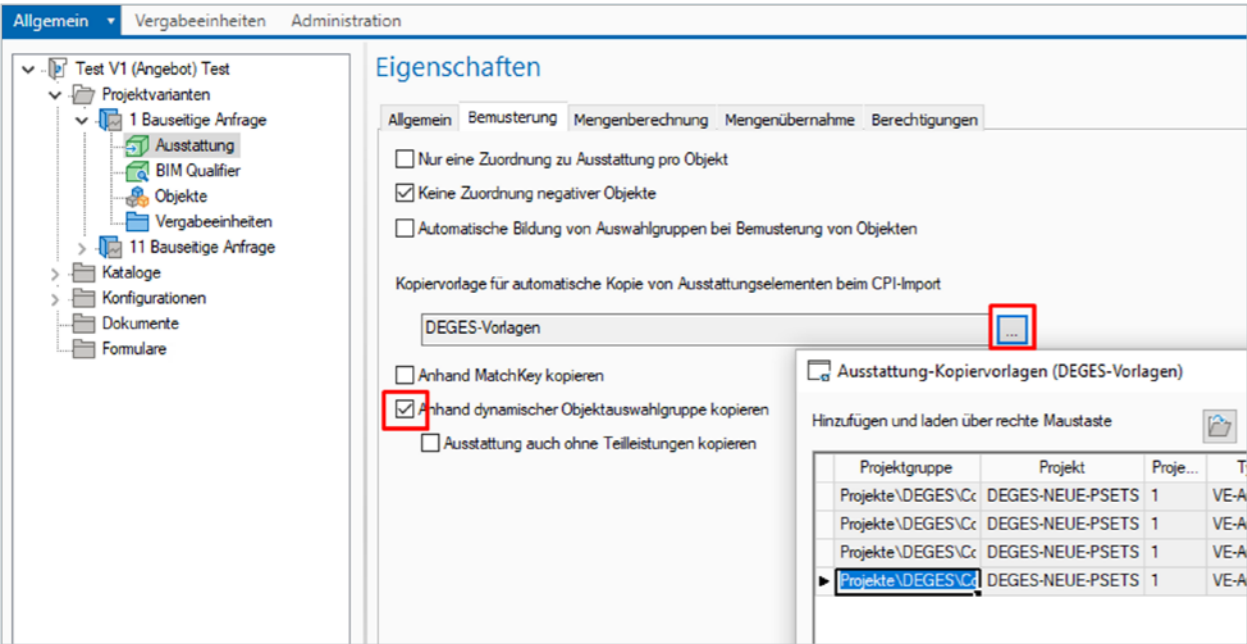 Allgemein Vergabeeinheiten Administration
Test V1 (Angebot) Test
Projektvarianten
1 Bauseitige Anfrage
Ausstattung
BIM Qualifier
Objekte
Vergabeeinheiten
11 Bauseitige Anfrage
Kataloge
Konfigurationen
Dokumente
Formulare
Eigenschaften
Allgemein Bemusterung Mengenberechnung Mengenübernahme Berechtigungen
Nur eine Zuordnung zu Ausstattung pro Objekt
Keine Zuordnung negativer Objekte
Automatische Bildung von Auswahlgruppen bei Bemusterung von Objekten
Kopiervorlage für automatische Kopie von Ausstattungselementen beim CPI-Import
DEGES-Vorlagen ...
Anhand MatchKey kopieren
Anhand dynamischer Objektauswahlgruppe kopieren
Ausstattung auch ohne Teilleistungen kopieren
Ausstattung-Kopiervorlagen (DEGES-Vorlagen)
Hinzufügen und laden über rechte Maustaste
Projektgruppe Projekt Proje... T
Projekte\DEGES\Cc DEGES-NEUE-PSETS 1 VE-A
Projekte\DEGES\Cc DEGES-NEUE-PSETS 1 VE-A
Projekte\DEGES\Cc DEGES-NEUE-PSETS 1 VE-A
Projekte\DEGES\Cc DEGES-NEUE-PSETS 1 VE-A